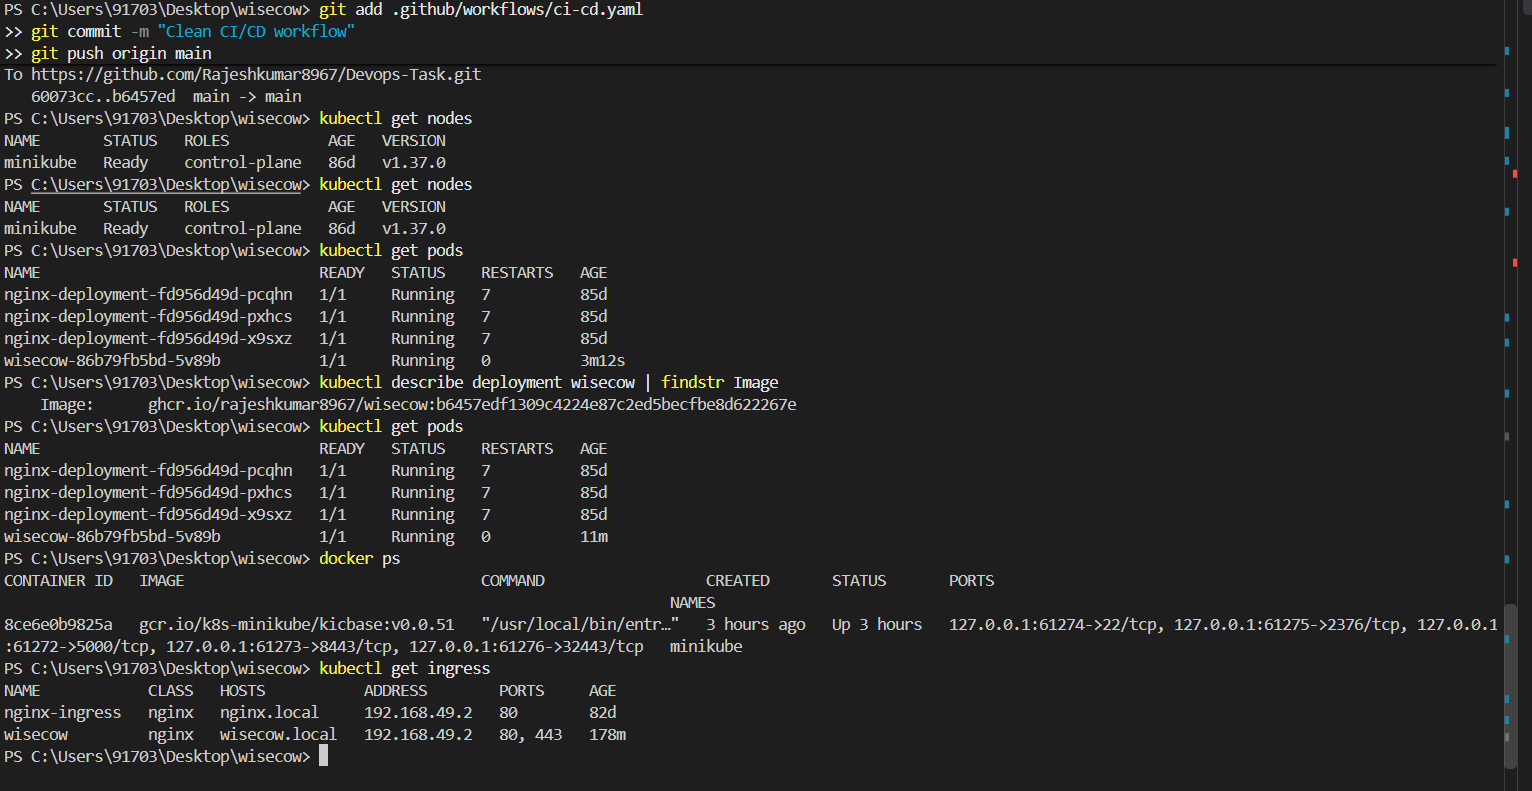 PS C:\Users\91703\Desktop\wisecow> git add .github/workflows/ci-cd.yaml
>> git commit -m "Clean CI/CD workflow"
>> git push origin main
To https://github.com/Rajeshkumar8967/Devops-Task.git
   60073cc..b6457ed  main -> main
PS C:\Users\91703\Desktop\wisecow> kubectl get nodes
NAME       STATUS   ROLES           AGE   VERSION
minikube   Ready    control-plane   86d   v1.37.0
PS C:\Users\91703\Desktop\wisecow> kubectl get nodes
NAME       STATUS   ROLES           AGE   VERSION
minikube   Ready    control-plane   86d   v1.37.0
PS C:\Users\91703\Desktop\wisecow> kubectl get pods
NAME                               READY   STATUS    RESTARTS   AGE
nginx-deployment-fd956d49d-pcqhn   1/1     Running   7          85d
nginx-deployment-fd956d49d-pxhcs   1/1     Running   7          85d
nginx-deployment-fd956d49d-x9sxz   1/1     Running   7          85d
wisecow-86b79fb5bd-5v89b           1/1     Running   0          3m12s
PS C:\Users\91703\Desktop\wisecow> kubectl describe deployment wisecow | findstr Image
    Image:      ghcr.io/rajeshkumar8967/wisecow:b6457edf1309c4224e87c2ed5becfbe8d622267e
PS C:\Users\91703\Desktop\wisecow> kubectl get pods
NAME                               READY   STATUS    RESTARTS   AGE
nginx-deployment-fd956d49d-pcqhn   1/1     Running   7          85d
nginx-deployment-fd956d49d-pxhcs   1/1     Running   7          85d
nginx-deployment-fd956d49d-x9sxz   1/1     Running   7          85d
wisecow-86b79fb5bd-5v89b           1/1     Running   0          11m
PS C:\Users\91703\Desktop\wisecow> docker ps
CONTAINER ID   IMAGE                                 COMMAND                  CREATED       STATUS       PORTS
NAMES
8ce6e0b9825a   gcr.io/k8s-minikube/kicbase:v0.0.51   "/usr/local/bin/entr…"   3 hours ago   Up 3 hours   127.0.0.1:61274->22/tcp, 127.0.0.1:61275->2376/tcp, 127.0.0.1
:61272->5000/tcp, 127.0.0.1:61273->8443/tcp, 127.0.0.1:61276->32443/tcp   minikube
PS C:\Users\91703\Desktop\wisecow> kubectl get ingress
NAME            CLASS   HOSTS           ADDRESS        PORTS     AGE
nginx-ingress   nginx   nginx.local     192.168.49.2   80        82d
wisecow         nginx   wisecow.local   192.168.49.2   80, 443   178m
PS C:\Users\91703\Desktop\wisecow>